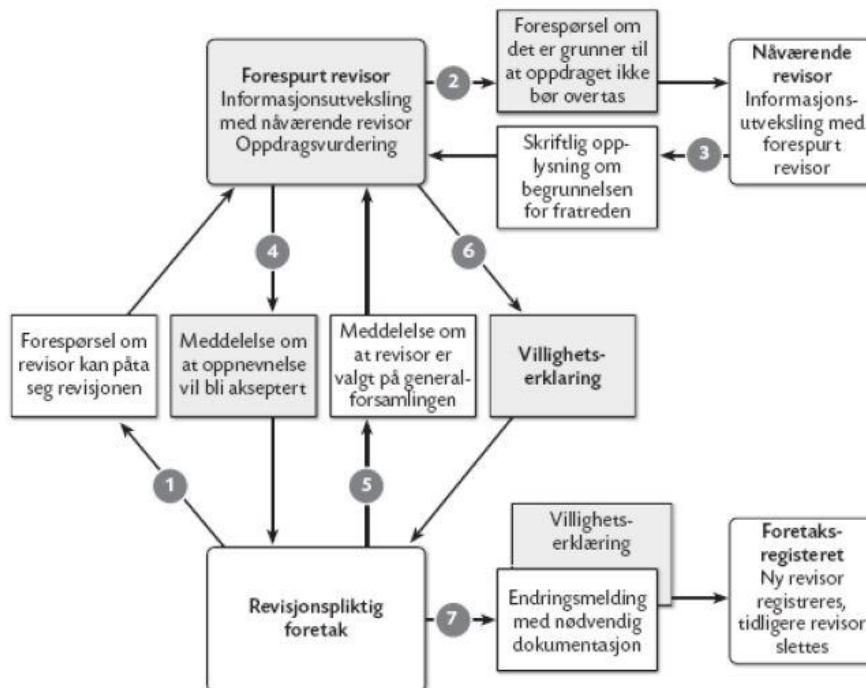 Forespurt revisor
Informasjonsutveksling
med nåværende revisor
Oppdragsvurdering
2
Forespørsel om
det er grunner til
at oppdraget ikke
bør overtas
Nåværende
revisor
Informasjons-
utveksling med
forespurt
revisor
3
Skriftlig opp-
lysning om
begrunnelsen
for fratreden
4
6
Forespørsel om
revisor kan påta
seg revisjonen
Meddelelse om
at oppnevnelse
vil bli akseptert
Meddelelse om
at revisor er
valgt på general-
forsamlingen
Villighets-
erklaring
1
5
Revisjonspliktig
foretak
7
Villighets-
erklæring
Endringsmelding
med nødvendig
dokumentasjon
Foretaks-
registeret
Ny revisor
registreres,
tidligere revisor
slettes